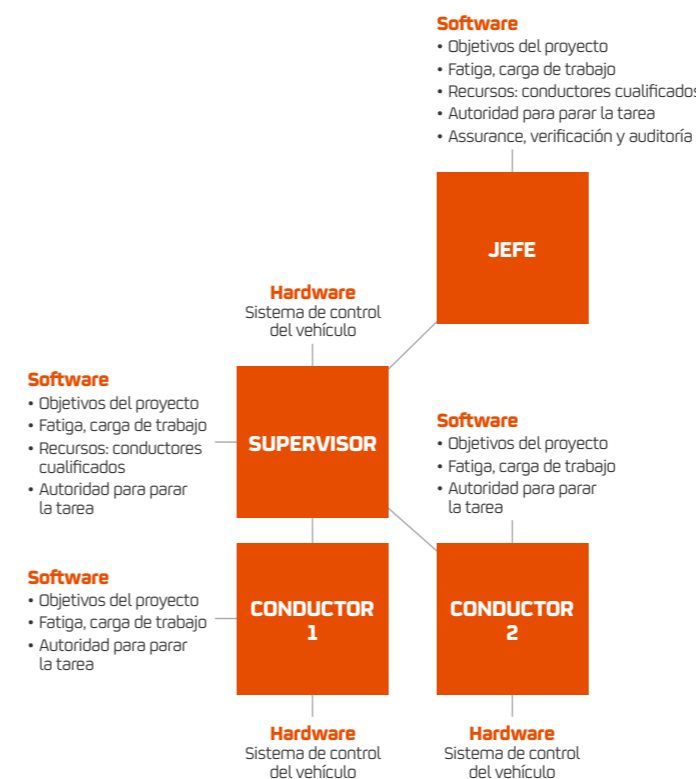 Software
• Objetivos del proyecto
• Fatiga, carga de trabajo
• Recursos: conductores cualificados
• Autoridad para parar la tarea
• Assurance, verificación y auditoría
JEFE
Hardware
Sistema de control
del vehículo
Software
• Objetivos del proyecto
• Fatiga, carga de trabajo
• Recursos: conductores
cualificados
• Autoridad para parar
la tarea
SUPERVISOR
Software
• Objetivos del proyecto
• Fatiga, carga de trabajo
• Autoridad para parar
la tarea
Software
• Objetivos del proyecto
• Fatiga, carga de trabajo
• Autoridad para parar
la tarea
CONDUCTOR
1
CONDUCTOR
2
Hardware
Sistema de control
del vehículo
Hardware
Sistema de control
del vehículo